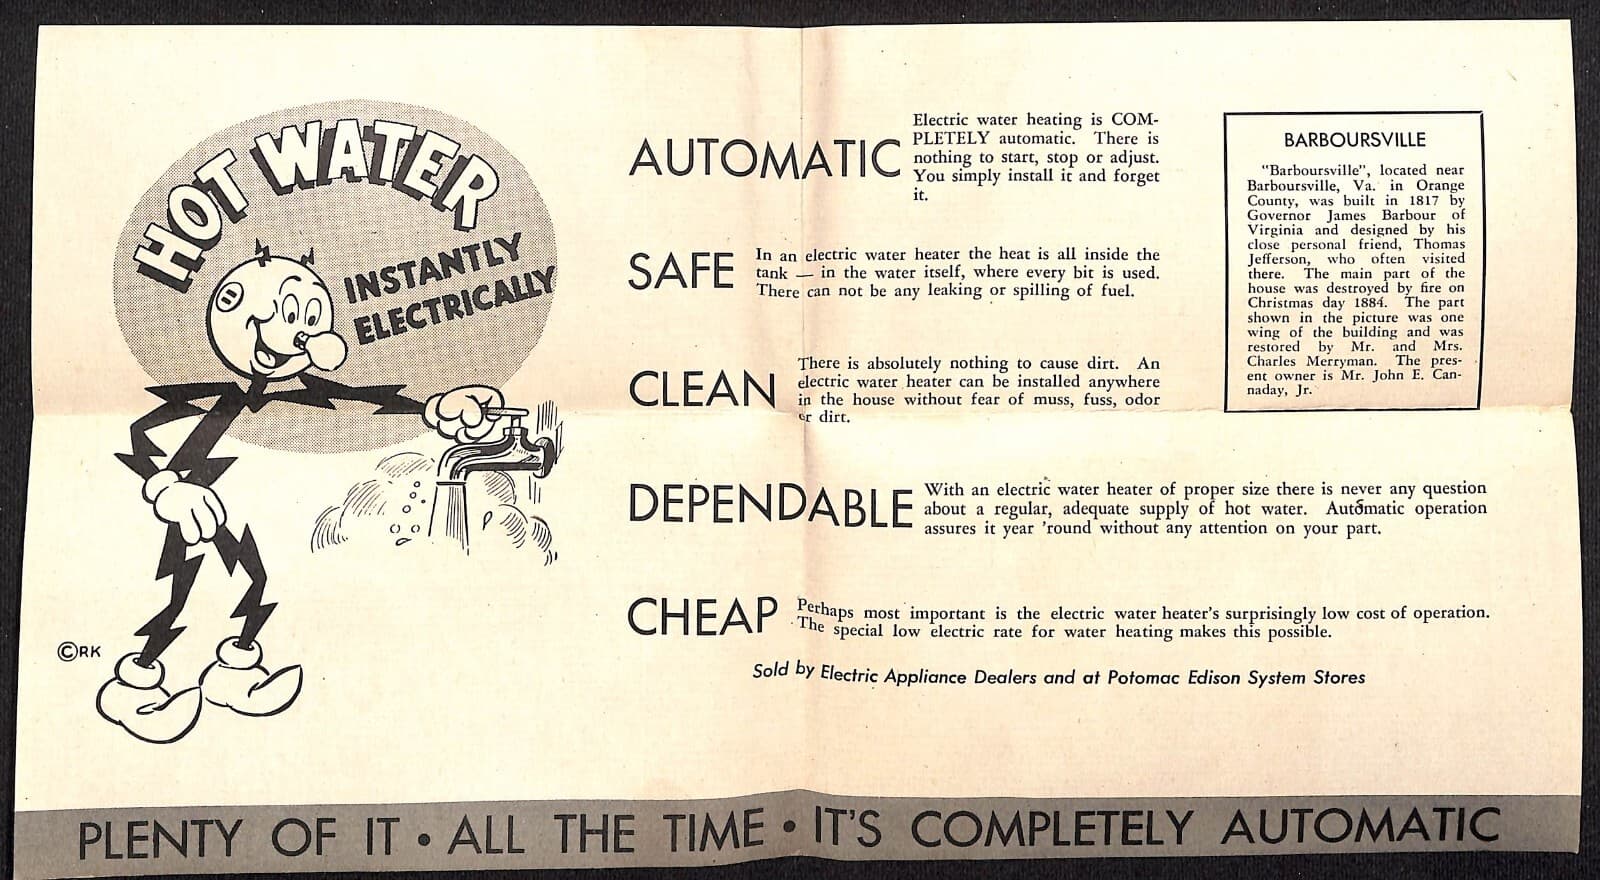 HOT WATER
INSTANTLY
ELECTRICALLY
©RK
AUTOMATIC
Electric water heating is COM-
PLETELY automatic. There is
nothing to start, stop or adjust.
You simply install it and forget
it.
SAFE
In an electric water heater the heat is all inside the
tank — in the water itself, where every bit is used.
There can not be any leaking or spilling of fuel.
CLEAN
There is absolutely nothing to cause dirt. An
electric water heater can be installed anywhere
in the house without fear of muss, fuss, odor
or dirt.
DEPENDABLE
With an electric water heater of proper size there is never any question
about a regular, adequate supply of hot water. Automatic operation
assures it year 'round without any attention on your part.
CHEAP
Perhaps most important is the electric water heater's surprisingly low cost of operation.
The special low electric rate for water heating makes this possible.
Sold by Electric Appliance Dealers and at Potomac Edison System Stores
BARBOURSVILLE
"Barboursville", located near
Barboursville, Va. in Orange
County, was built in 1817 by
Governor James Barbour of
Virginia and designed by his
close personal friend, Thomas
Jefferson, who often visited
there. The main part of the
house was destroyed by fire on
Christmas day 1884. The part
shown in the picture was one
wing of the building and was
restored by Mr. and Mrs.
Charles Merryman. The pres-
ent owner is Mr. John E. Can-
naday, Jr.
PLENTY OF IT • ALL THE TIME • IT'S COMPLETELY AUTOMATIC